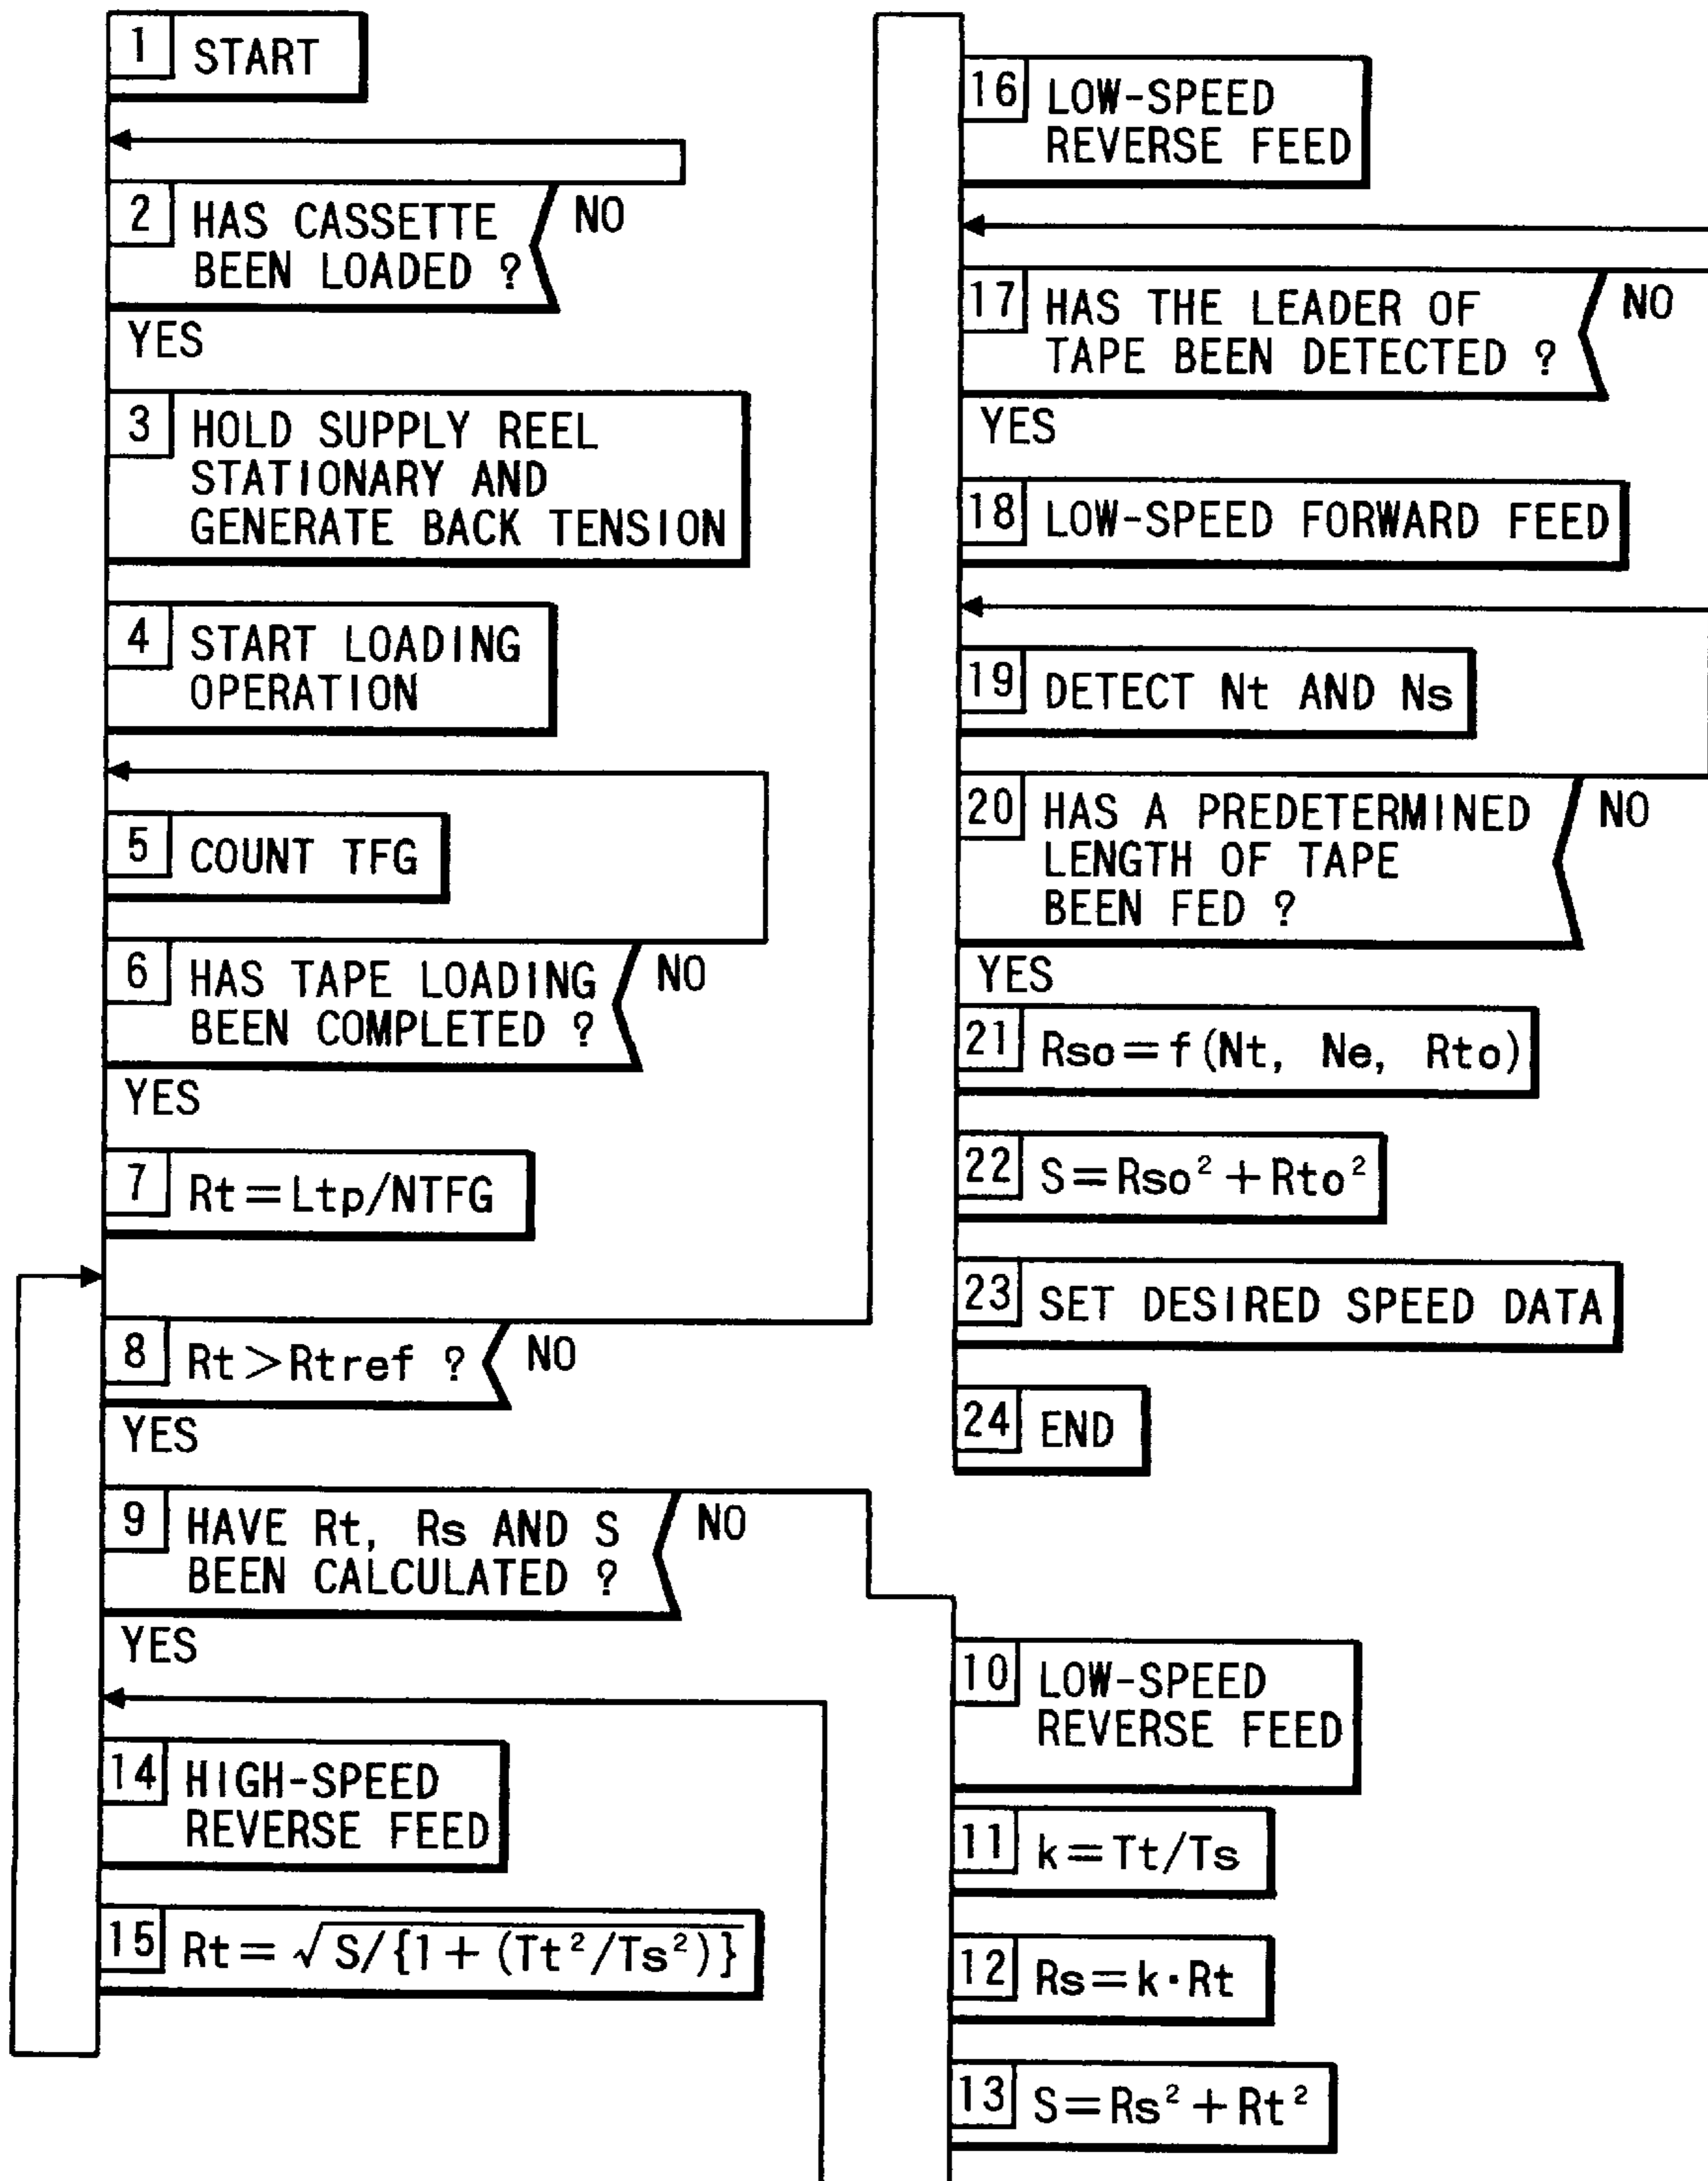 1 START
2 HAS CASSETTE
BEEN LOADED ?
NO
YES
3 HOLD SUPPLY REEL
STATIONARY AND
GENERATE BACK TENSION
4 START LOADING
OPERATION
5 COUNT TFG
6 HAS TAPE LOADING
BEEN COMPLETED ?
NO
YES
7 Rt=Ltp/NTFG
8 Rt>Rtref ?
NO
YES
9 HAVE Rt, Rs AND S
BEEN CALCULATED ?
NO
YES
14 HIGH-SPEED
REVERSE FEED
15 Rt=√S/{1+(Tt²/Ts²)}
16 LOW-SPEED
REVERSE FEED
17 HAS THE LEADER OF
TAPE BEEN DETECTED ?
NO
YES
18 LOW-SPEED FORWARD FEED
19 DETECT Nt AND Ns
20 HAS A PREDETERMINED
LENGTH OF TAPE
BEEN FED ?
NO
YES
21 Rso=f(Nt, Ne, Rto)
22 S=Rso²+Rto²
23 SET DESIRED SPEED DATA
24 END
10 LOW-SPEED
REVERSE FEED
11 k=Tt/Ts
12 Rs=k·Rt
13 S=Rs²+Rt²